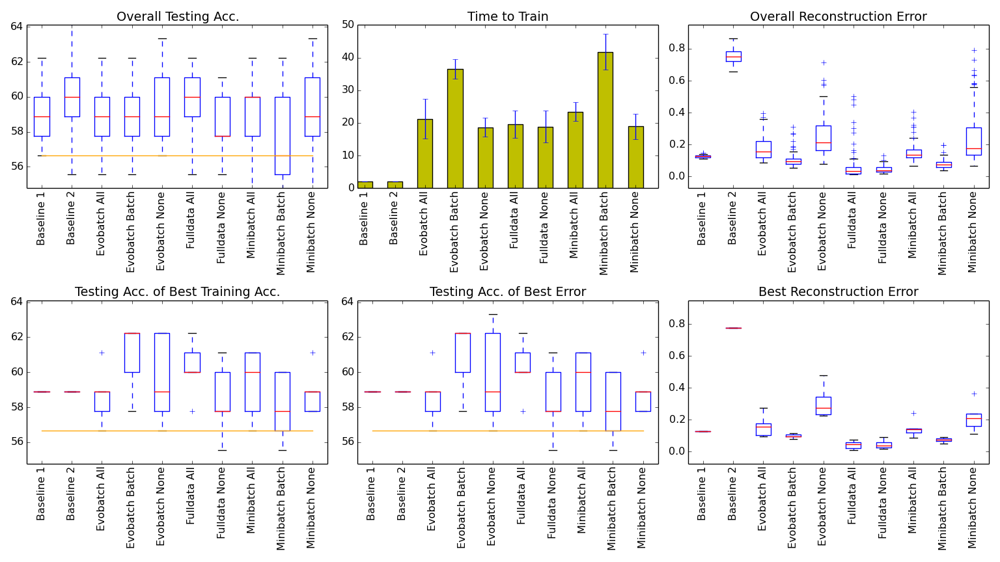 Overall Testing Acc.
64
62
60
58
56
Baseline 1
Baseline 2
Evobatch All
Evobatch Batch
Evobatch None
Fulldata All
Fulldata None
Minibatch All
Minibatch Batch
Minibatch None
Time to Train
50
40
30
20
10
0
Baseline 1
Baseline 2
Evobatch All
Evobatch Batch
Evobatch None
Fulldata All
Fulldata None
Minibatch All
Minibatch Batch
Minibatch None
Overall Reconstruction Error
0.8
0.6
0.4
0.2
0.0
Baseline 1
Baseline 2
Evobatch All
Evobatch Batch
Evobatch None
Fulldata All
Fulldata None
Minibatch All
Minibatch Batch
Minibatch None
Testing Acc. of Best Training Acc.
64
62
60
58
56
Baseline 1
Baseline 2
Evobatch All
Evobatch Batch
Evobatch None
Fulldata All
Fulldata None
Minibatch All
Minibatch Batch
Minibatch None
Testing Acc. of Best Error
64
62
60
58
56
Baseline 1
Baseline 2
Evobatch All
Evobatch Batch
Evobatch None
Fulldata All
Fulldata None
Minibatch All
Minibatch Batch
Minibatch None
Best Reconstruction Error
0.8
0.6
0.4
0.2
0.0
Baseline 1
Baseline 2
Evobatch All
Evobatch Batch
Evobatch None
Fulldata All
Fulldata None
Minibatch All
Minibatch Batch
Minibatch None